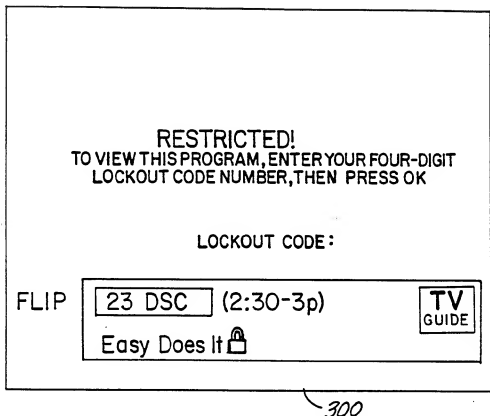 RESTRICTED!
TO VIEW THIS PROGRAM, ENTER YOUR FOUR-DIGIT
LOCKOUT CODE NUMBER, THEN PRESS OK
LOCKOUT CODE:
FLIP 23 DSC (2:30-3p) TV
GUIDE
Easy Does It
300